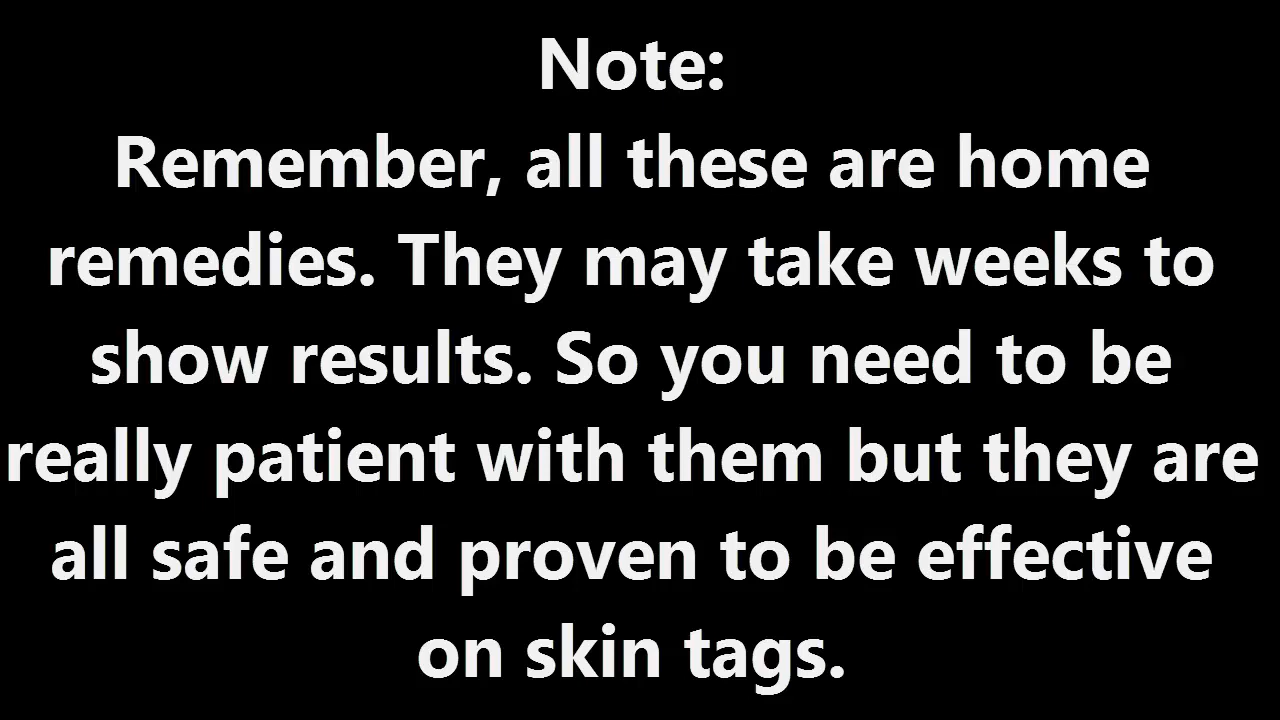 Note:
Remember, all these are home
remedies. They may take weeks to
show results. So you need to be
really patient with them but they are
all safe and proven to be effective
on skin tags.